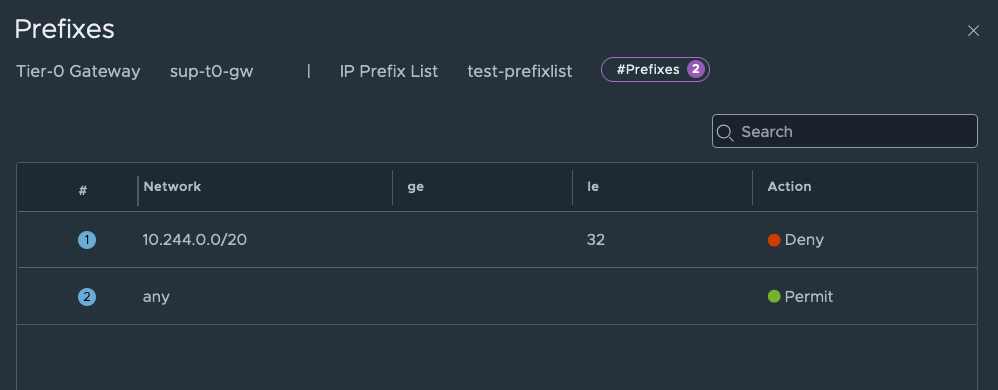 Prefixes
Tier-0 Gateway sup-t0-gw | IP Prefix List test-prefixlist #Prefixes 2
Search
# Network ge le Action
1 10.244.0.0/20 32 Deny
2 any Permit